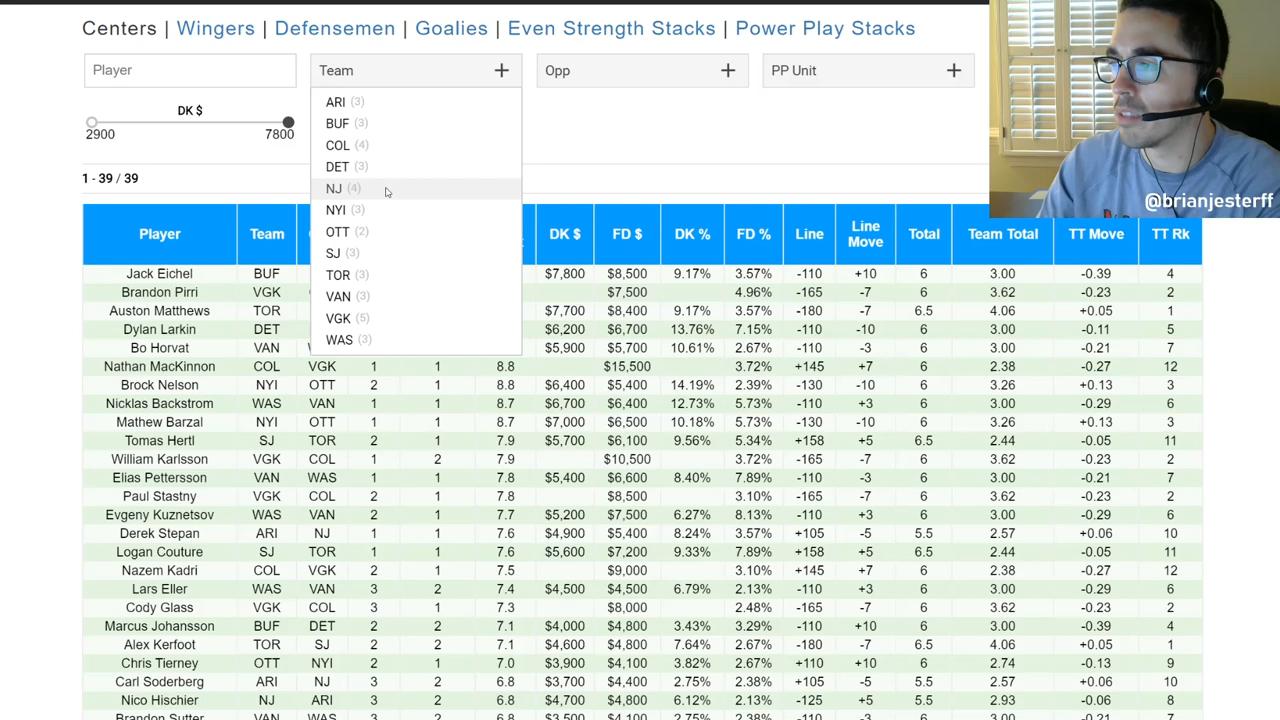 Centers | Wingers | Defensemen | Goalies | Even Strength Stacks | Power Play Stacks
Player Team + Opp + PP Unit +
DK $
2900 7800
ARI (3)
BUF (3)
COL (4)
DET (3)
NJ (4)
NYI (3)
OTT (2)
SJ (3)
TOR (3)
VAN (3)
VGK (5)
WAS (3)
1 - 39 / 39
@brianjesterff
Player Team DK $ FD $ DK % FD % Line Line Move Total Team Total TT Move TT Rk
Jack Eichel BUF $7,800 $8,500 9.17% 3.57% -110 +10 6 3.00 -0.39 4
Brandon Pirri VGK $7,500 4.96% -165 -7 6 3.62 -0.23 2
Auston Matthews TOR $7,700 $8,400 9.17% 3.57% -180 -7 6.5 4.06 +0.05 1
Dylan Larkin DET $6,200 $6,700 13.76% 7.15% -110 -10 6 3.00 -0.11 5
Bo Horvat VAN $5,900 $5,700 10.61% 2.67% -110 -3 6 3.00 -0.21 7
Nathan MacKinnon COL VGK 1 1 8.8 $15,500 3.72% +145 +7 6 2.38 -0.27 12
Brock Nelson NYI OTT 2 1 8.8 $6,400 $5,400 14.19% 2.39% -130 -10 6 3.26 +0.13 3
Nicklas Backstrom WAS VAN 1 1 8.7 $6,700 $6,400 12.73% 5.73% -110 +3 6 3.00 -0.29 6
Mathew Barzal NYI OTT 1 1 8.7 $7,000 $6,500 10.18% 5.73% -130 -10 6 3.26 +0.13 3
Tomas Hertl SJ TOR 2 1 7.9 $5,700 $6,100 9.56% 5.34% +158 +5 6.5 2.44 -0.05 11
William Karlsson VGK COL 1 2 7.9 $10,500 3.72% -165 -7 6 3.62 -0.23 2
Elias Pettersson VAN WAS 1 1 7.8 $5,400 $6,600 8.40% 7.89% -110 -3 6 3.00 -0.21 7
Paul Stastny VGK COL 2 1 7.8 $8,500 3.10% -165 -7 6 3.62 -0.23 2
Evgeny Kuznetsov WAS VAN 2 1 7.7 $5,200 $7,500 6.27% 8.13% -110 +3 6 3.00 -0.29 6
Derek Stepan ARI NJ 1 1 7.6 $4,900 $5,400 8.24% 3.57% +105 -5 5.5 2.57 +0.06 10
Logan Couture SJ TOR 1 1 7.6 $5,600 $7,200 9.33% 7.89% +158 +5 6.5 2.44 -0.05 11
Nazem Kadri COL VGK 2 1 7.5 $9,000 3.10% +145 +7 6 2.38 -0.27 12
Lars Eller WAS VAN 3 2 7.4 $4,500 $5,500 6.79% 2.13% -110 +3 6 3.00 -0.29 6
Cody Glass VGK COL 3 1 7.3 $8,000 2.48% -165 -7 6 3.62 -0.23 2
Marcus Johansson BUF DET 2 2 7.1 $4,000 $4,800 3.43% 3.29% -110 +10 6 3.00 -0.39 4
Alex Kerfoot TOR SJ 2 2 7.1 $4,600 $4,800 7.64% 2.67% -180 -7 6.5 4.06 +0.05 1
Chris Tierney OTT NYI 2 1 7.0 $3,900 $4,100 3.82% 2.67% +110 +10 6 2.74 -0.13 9
Carl Soderberg ARI NJ 3 2 6.8 $3,700 $4,400 2.75% 2.38% +105 -5 5.5 2.57 +0.06 10
Nico Hischier NJ ARI 3 2 6.8 $4,700 $4,800 6.12% 2.13% -125 +5 5.5 2.93 -0.06 8
Brandon Sutter VAN WAS 3 2 6.8 $3,500 $4,300 2.75% 2.38% -110 -3 6 3.00 -0.21 7